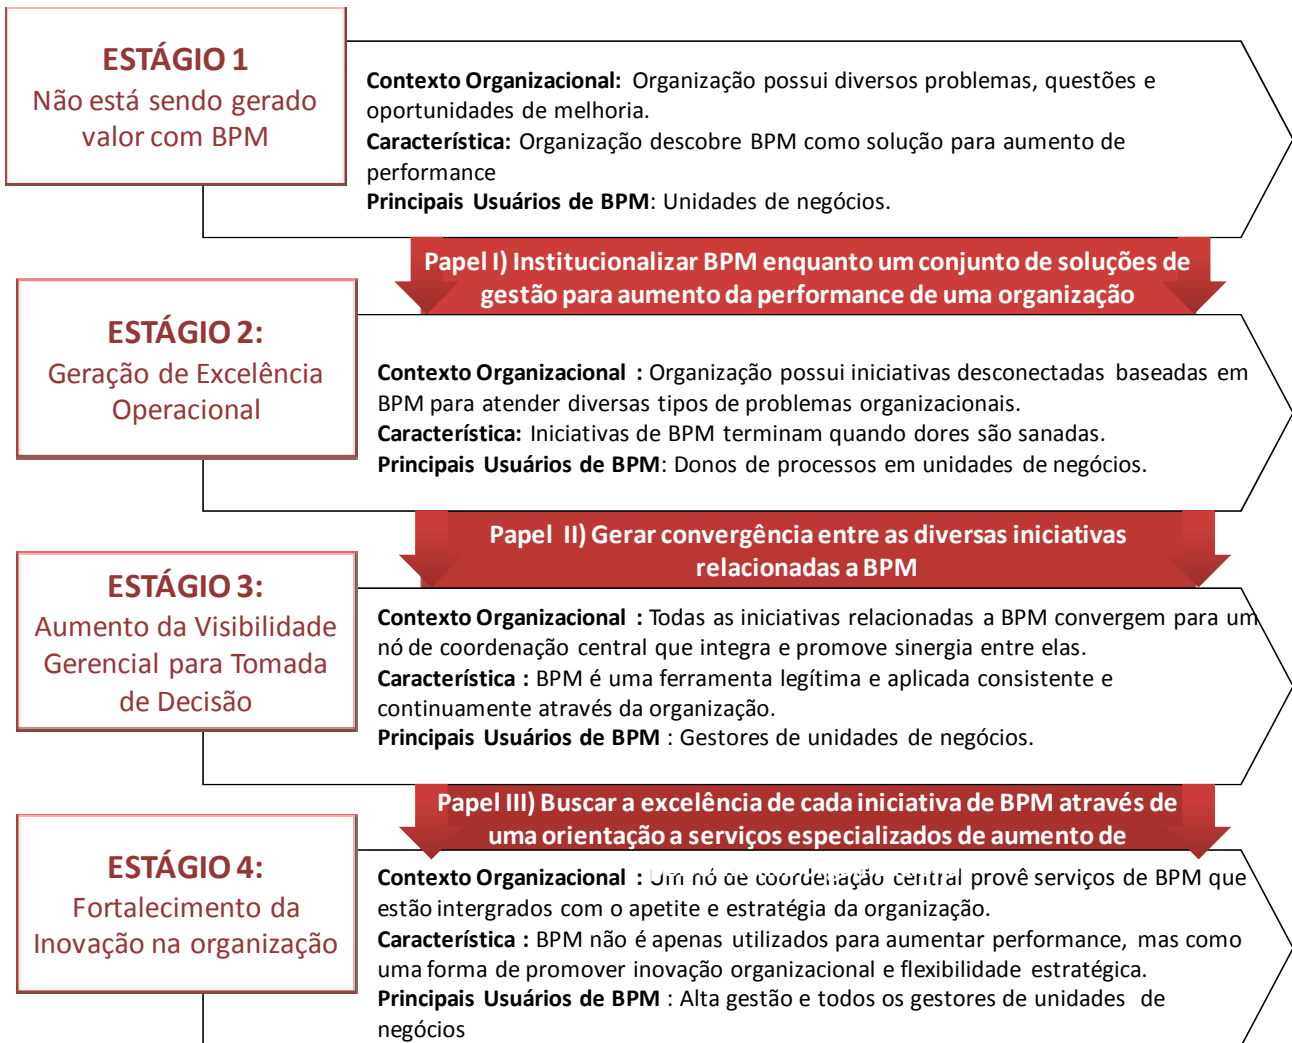 ESTÁGIO 1
Não está sendo gerado
valor com BPM
Contexto Organizacional: Organização possui diversos problemas, questões e
oportunidades de melhoria.
Característica: Organização descobre BPM como solução para aumento de
performance
Principais Usuários de BPM: Unidades de negócios.
Papel I) Institucionalizar BPM enquanto um conjunto de soluções de
gestão para aumento da performance de uma organização
ESTÁGIO 2:
Geração de Excelência
Operacional
Contexto Organizacional : Organização possui iniciativas desconectadas baseadas em
BPM para atender diversas tipos de problemas organizacionais.
Característica: Iniciativas de BPM terminam quando dores são sanadas.
Principais Usuários de BPM: Donos de processos em unidades de negócios.
Papel II) Gerar convergência entre as diversas iniciativas
relacionadas a BPM
ESTÁGIO 3:
Aumento da Visibilidade
Gerencial para Tomada
de Decisão
Contexto Organizacional : Todas as iniciativas relacionadas a BPM convergem para um
nó de coordenação central que integra e promove sinergia entre elas.
Característica : BPM é uma ferramenta legítima e aplicada consistente e
continuamente através da organização.
Principais Usuários de BPM : Gestores de unidades de negócios.
Papel III) Buscar a excelência de cada iniciativa de BPM através de
uma orientação a serviços especializados de aumento de
ESTÁGIO 4:
Fortalecimento da
Inovação na organização
Contexto Organizacional : Um nó de coordenação central provê serviços de BPM que
estão intergrados com o apetite e estratégia da organização.
Característica : BPM não é apenas utilizados para aumentar performance, mas como
uma forma de promover inovação organizacional e flexibilidade estratégica.
Principais Usuários de BPM : Alta gestão e todos os gestores de unidades de
negócios